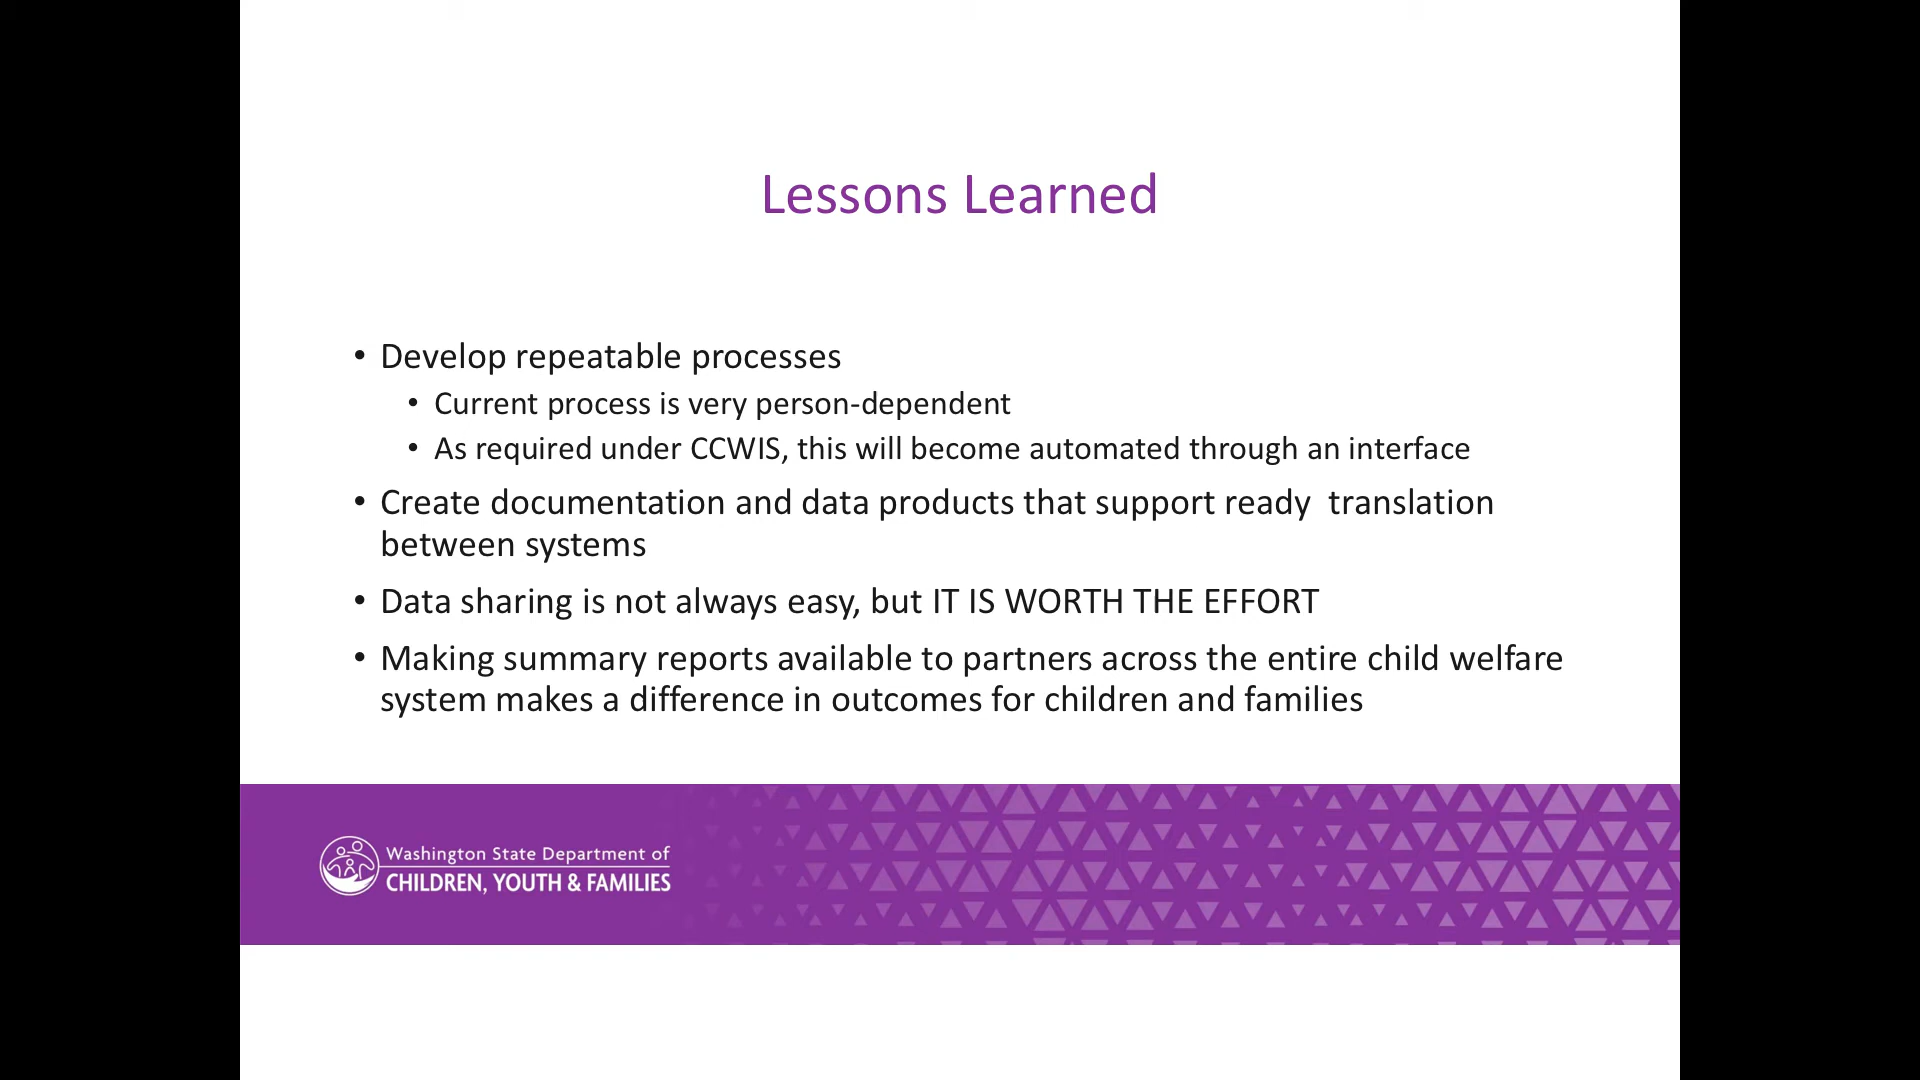 Lessons Learned
• Develop repeatable processes
• Current process is very person-dependent
• As required under CCWIS, this will become automated through an interface
• Create documentation and data products that support ready  translation
between systems
• Data sharing is not always easy, but IT IS WORTH THE EFFORT
• Making summary reports available to partners across the entire child welfare
system makes a difference in outcomes for children and families
Washington State Department of
CHILDREN, YOUTH & FAMILIES